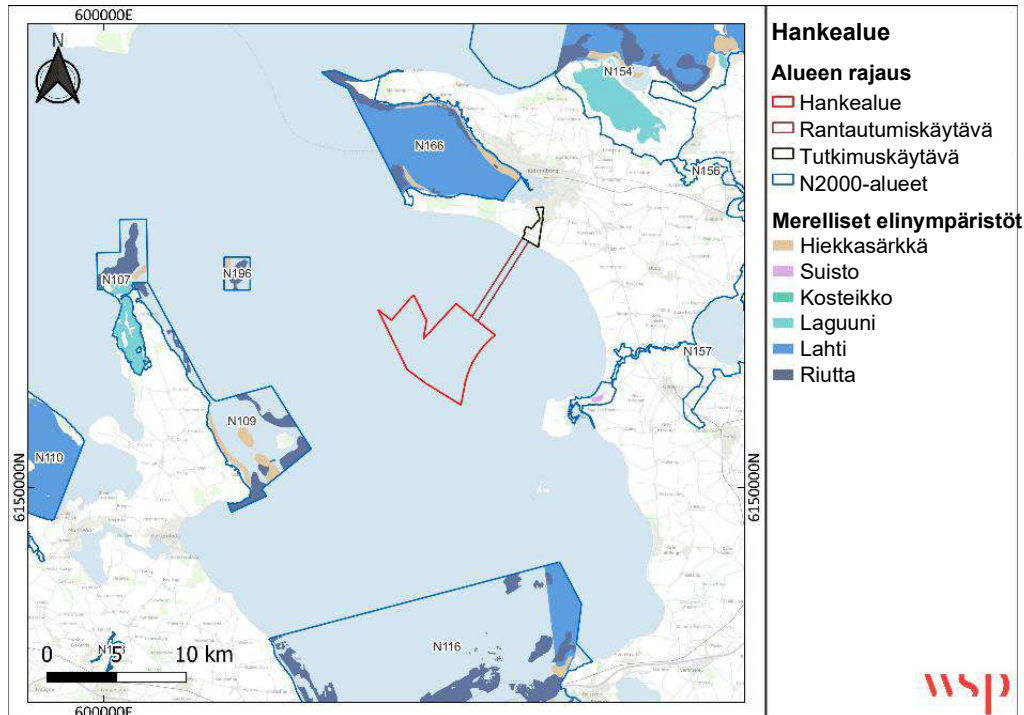 600000E
N
N154
N166
N156
N196
N107
N157
N109
N110
6150000N
6150000N
N116
0 5 10 km
600000E
Hankealue
Alueen rajaus
Hankealue
Rantautumiskäytävä
Tutkimuskäytävä
N2000-alueet
Merelliset elinympäristöt
Hiekkasärkkä
Suisto
Kosteikko
Laguuni
Lahti
Riutta
wsp